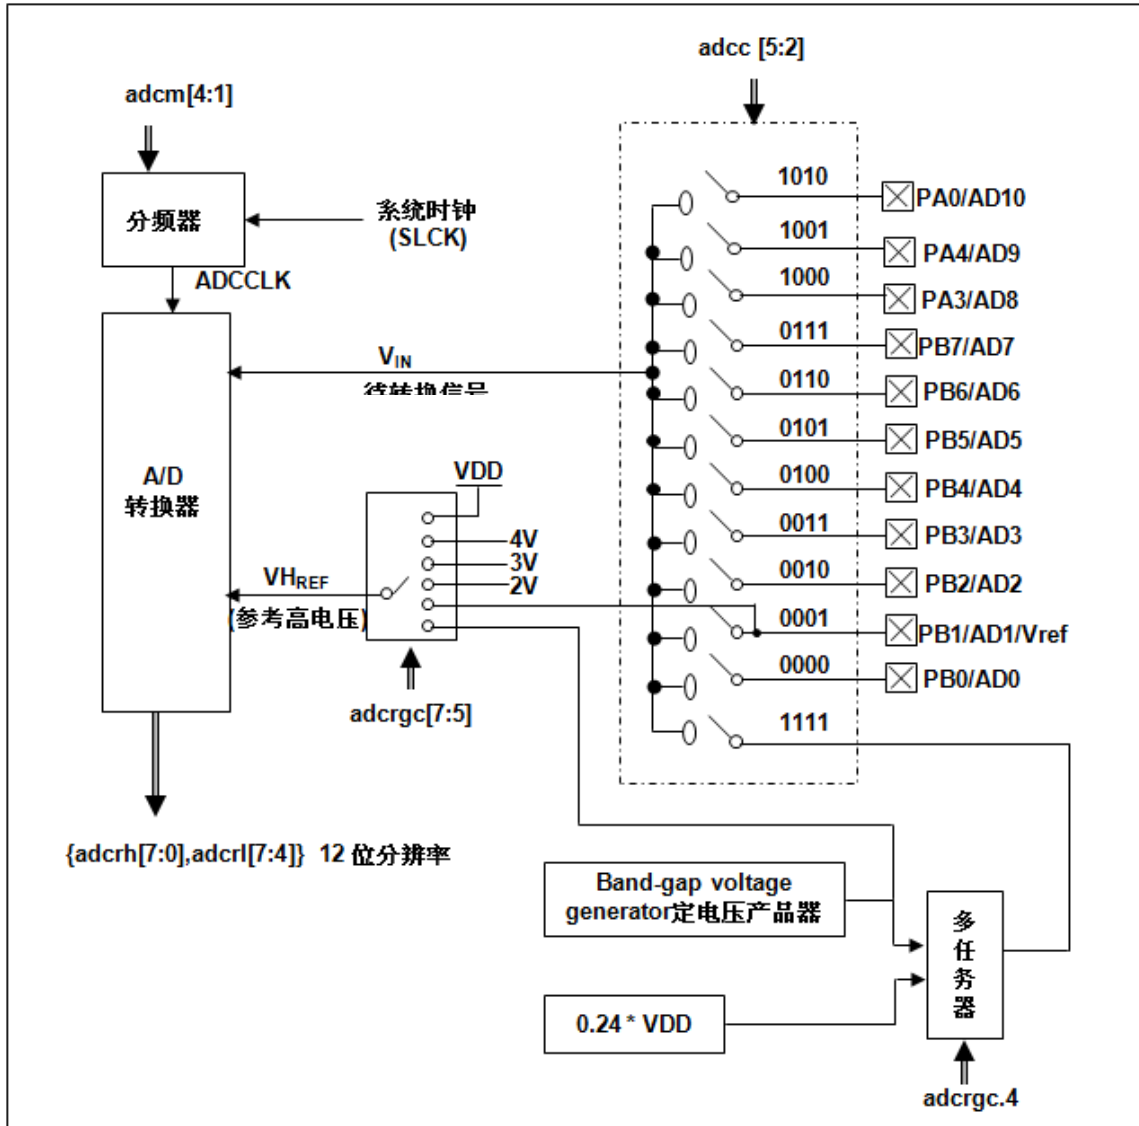 adcc [5:2]
adcm[4:1]
分频器
系统时钟
(SLCK)
ADCCLK
1010
PA0/AD10
1001
PA4/AD9
1000
PA3/AD8
0111
PB7/AD7
0110
PB6/AD6
0101
PB5/AD5
0100
PB4/AD4
0011
PB3/AD3
0010
PB2/AD2
0001
PB1/AD1/Vref
0000
PB0/AD0
1111
VIN
待转换信号
A/D
转换器
VDD
4V
3V
2V
VHREF
(参考高电压)
adcrgc[7:5]
{adcrh[7:0],adcrl[7:4]} 12 位分辨率
Band-gap voltage
generator定电压产品器
0.24 * VDD
多
任
务
器
adcrgc.4